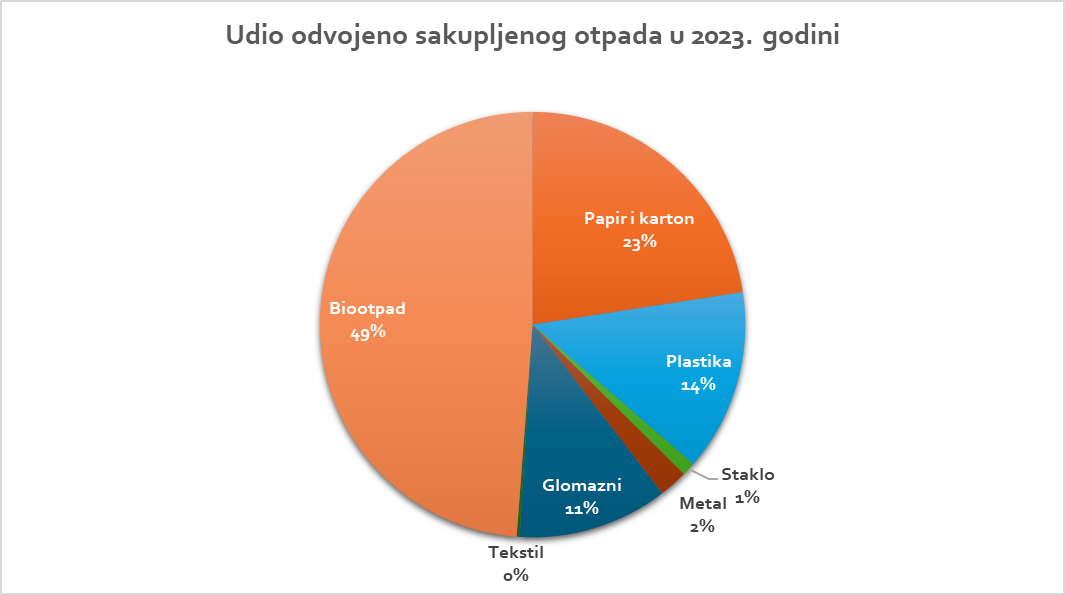 Udio odvojeno sakupljenog otpada u 2023. godini
Papir i karton
23%
Biootpad
49%
Plastika
14%
Staklo
1%
Glomazni
11%
Metal
2%
Tekstil
0%